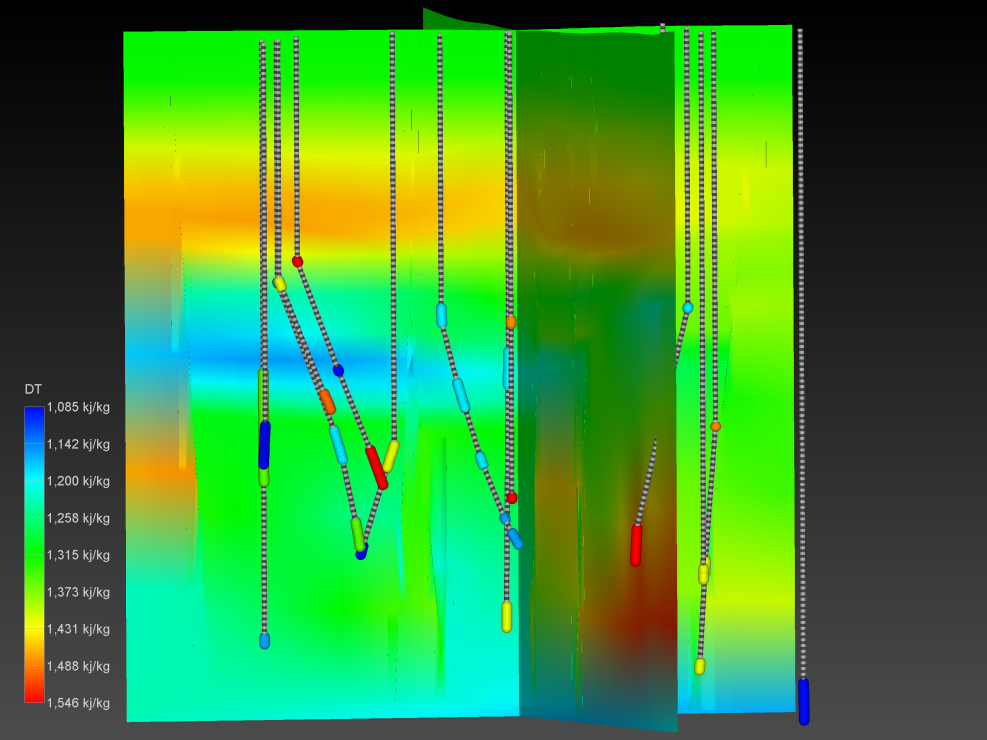 DT
1,085 kj/kg
1,142 kj/kg
1,200 kj/kg
1,258 kj/kg
1,315 kj/kg
1,373 kj/kg
1,431 kj/kg
1,488 kj/kg
1,546 kj/kg